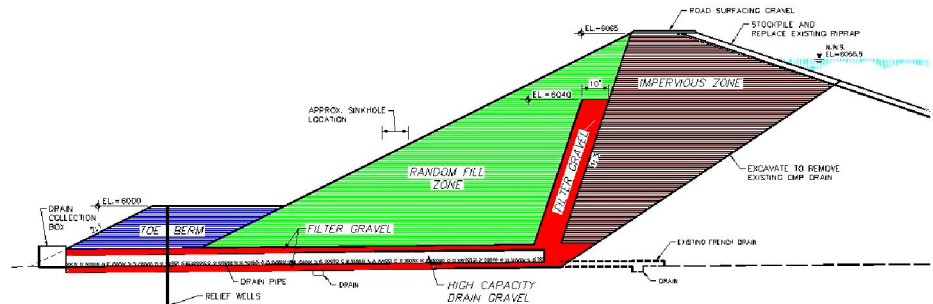 ROAD SURFACING GRAVEL
EL.=6065
STOCKPILE AND
REPLACE EXISTING RIPRAP
N.W.S.
EL=6066.5
10'
IMPERVIOUS ZONE
EL.=6040
APPROX. SINKHOLE
LOCATION
RANDOM FILL
ZONE
FILTER GRAVEL
EXCAVATE TO REMOVE
EXISTING CMP DRAIN
EL.=6000
DRAIN
COLLECTION
BOX
TOE BERM
FILTER GRAVEL
EXISTING FRENCH DRAIN
DRAIN PIPE
DRAIN
HIGH CAPACITY
DRAIN GRAVEL
DRAIN
RELIEF WELLS